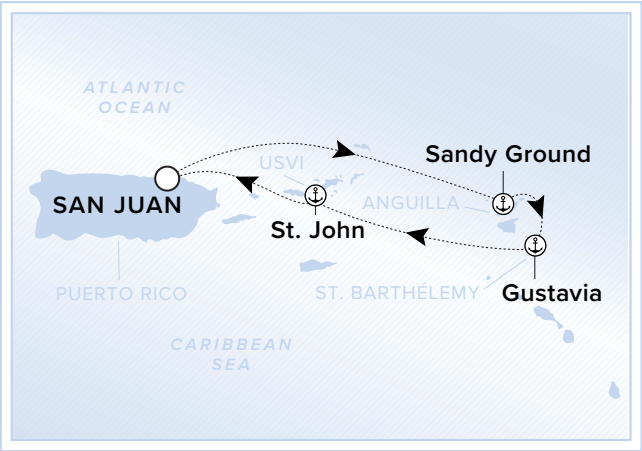 ATLANTIC
OCEAN
USVI
Sandy Ground
SAN JUAN
ANGUILLA
St. John
PUERTO RICO
ST. BARTHÉLEMY
Gustavia
CARIBBEAN
SEA